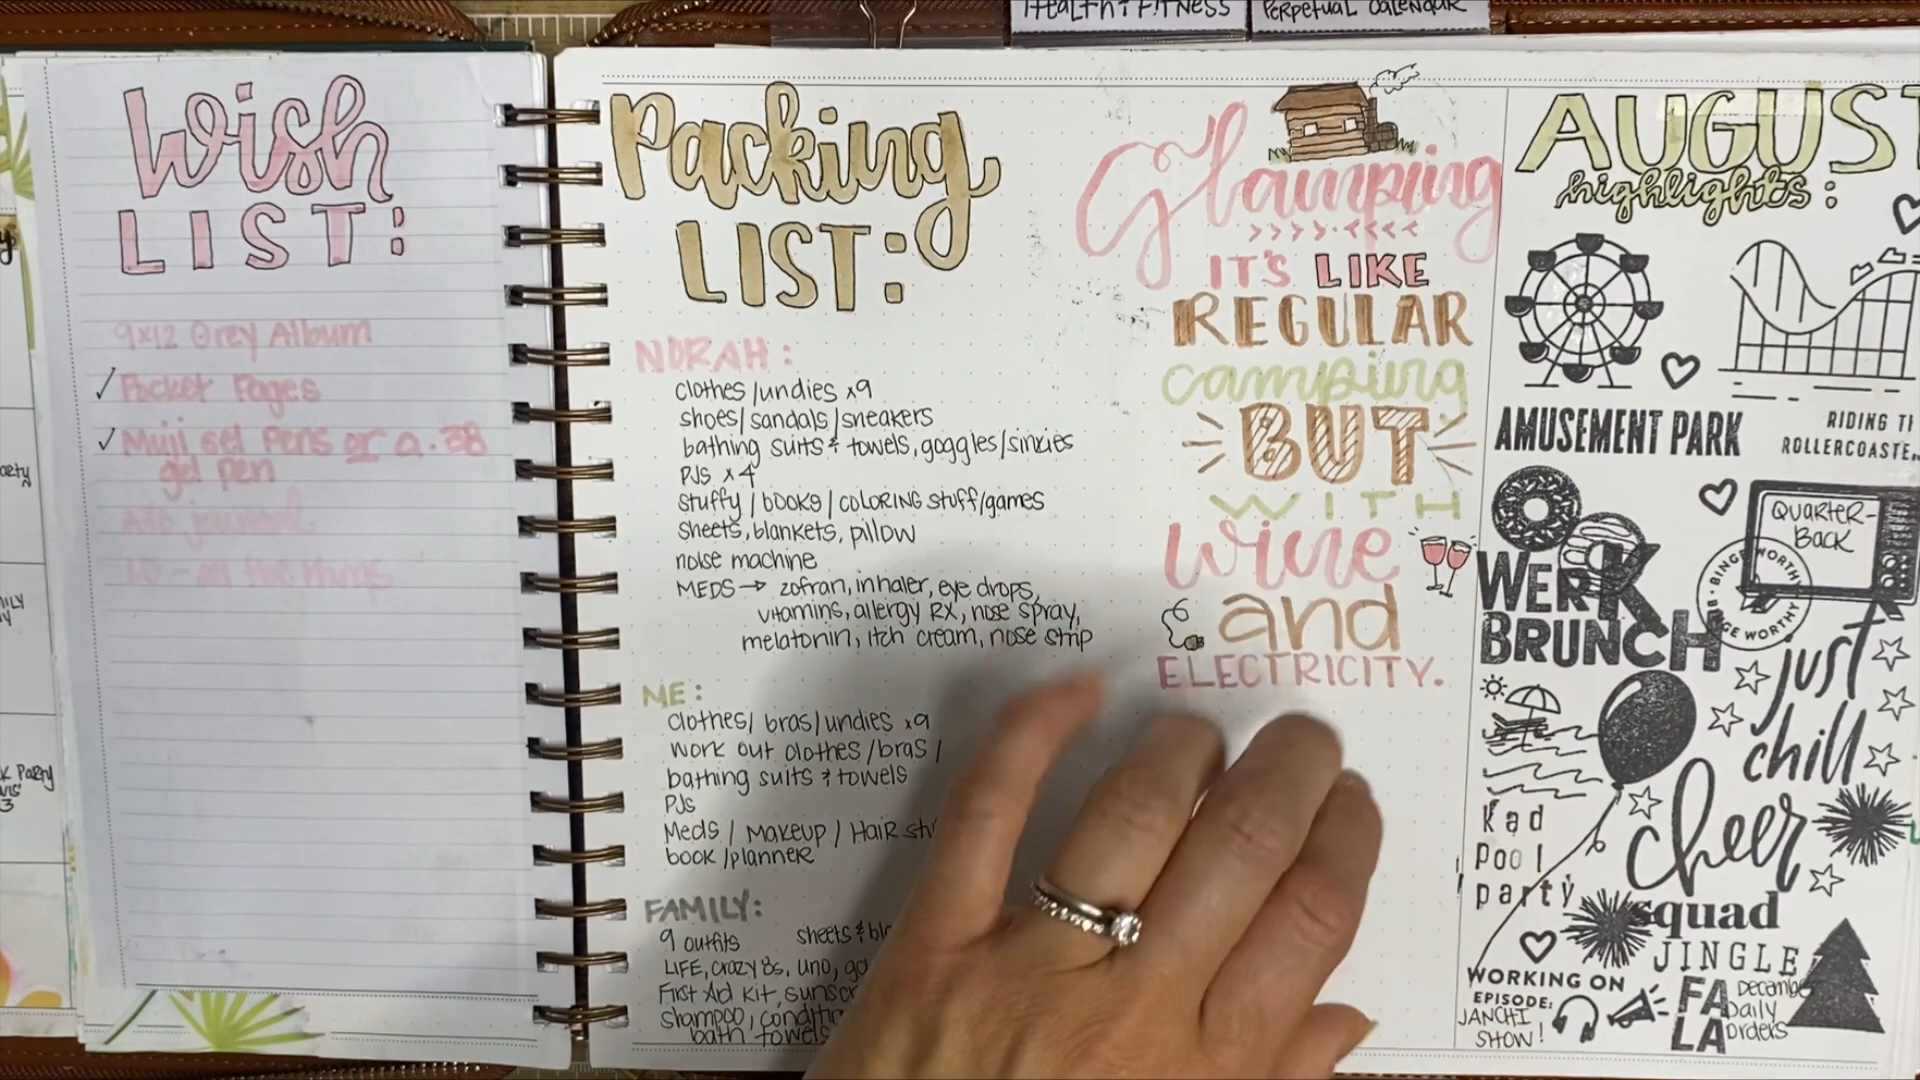 HEALTH & FITNESS
PERPETUAL CALENDAR
Wish
LIST:
9x12 Grey Album
✓ Pocket Pages
✓ Muji gel pens or a .38
gel pen
Packing
LIST:
NORAH:
clothes/undies x9
shoes/sandals/sneakers
bathing suits & towels, goggles/sinkies
PJs x4
stuffy/books/coloring stuff/games
sheets, blankets, pillow
noise machine
MEDS → zofran, inhaler, eye drops,
vitamins, allergy RX, nose spray,
melatonin, itch cream, nose strip
ME:
clothes/bras/undies x9
work out clothes/bras/
bathing suits & towels
PJs
Meds/Makeup/Hair
book/planner
FAMILY:
9 outfits sheets &
LIFE, crazy 8s, uno,
First Aid Kit,
shampoo,
bath towels
Glamping
>>>>·<<<<
IT'S LIKE
REGULAR
camping
BUT
WITH
wine
and
ELECTRICITY.
AUGUST
highlights:
AMUSEMENT PARK
RIDING
WERK
BRUNCH
QUARTER-
BACK
BINGE WORTHY · BINGE WORTHY
just
chill
Kad
pool
party
cheer
squad
WORKING ON
EPISODE:
JANCHI
SHOW!
JINGLE
FA
LA
Daily
orders